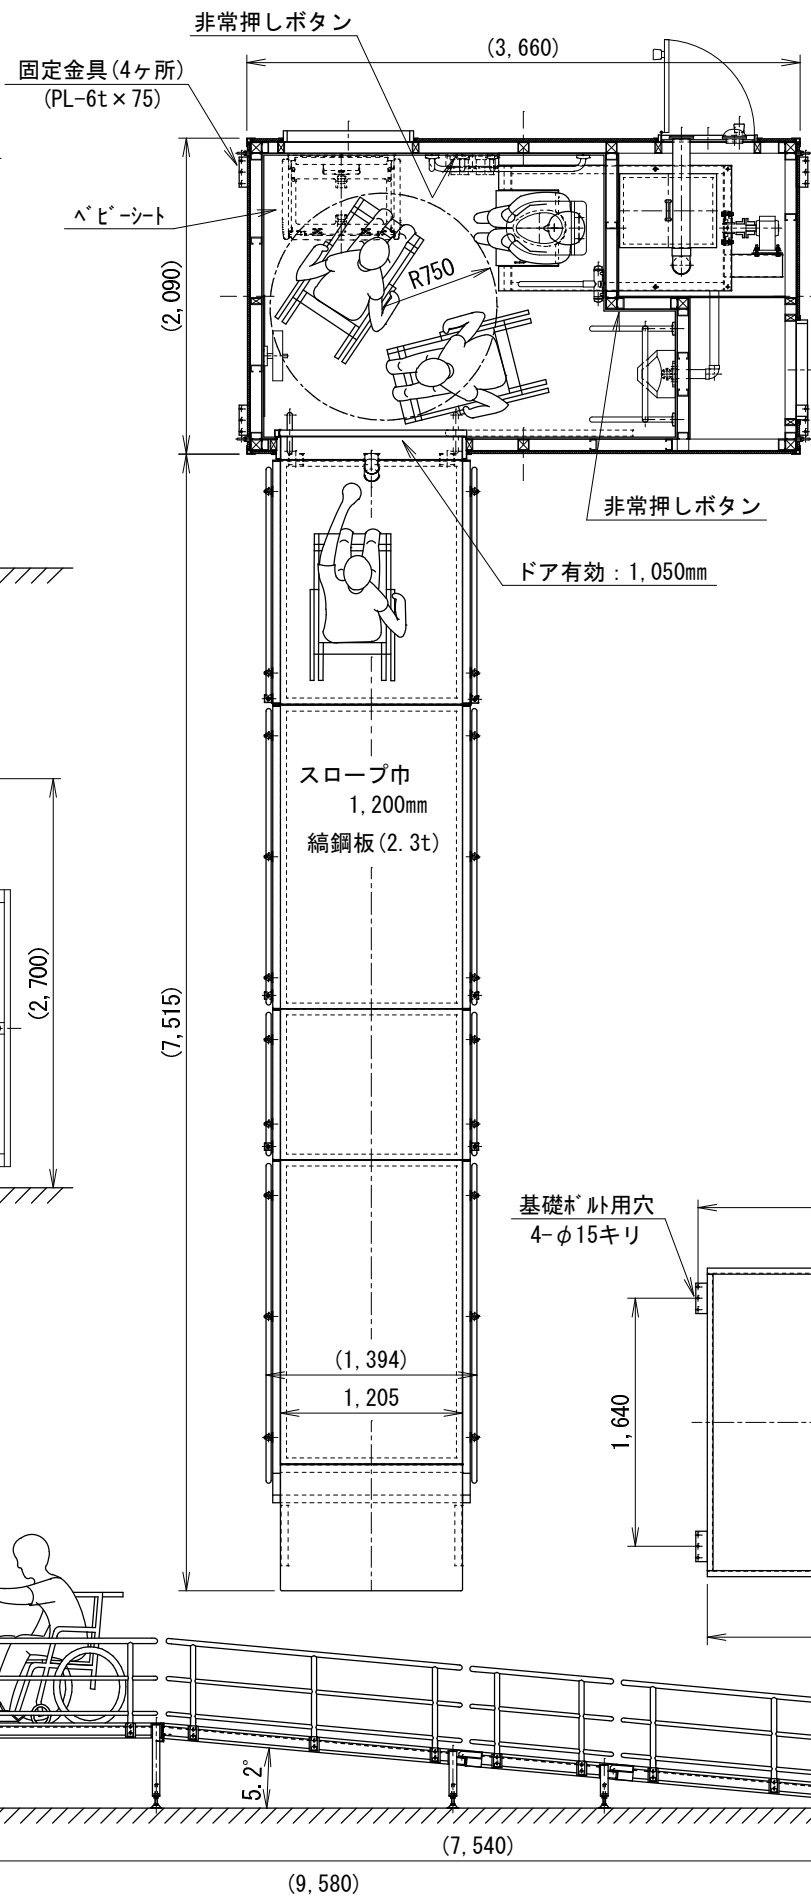 非常押しボタン
(3,660)
固定金具(4ヶ所)
(PL-6t×75)
ﾍﾞﾋﾞｰｼｰﾄ
(2,090)
R750
非常押しボタン
ドア有効：1,050mm
スロープ巾
1,200mm
縞鋼板(2.3t)
(2,700)
(7,515)
基礎ﾎﾞﾙﾄ用穴
4-φ15キリ
(1,394)
1,205
1,640
5.2°
(7,540)
(9,580)